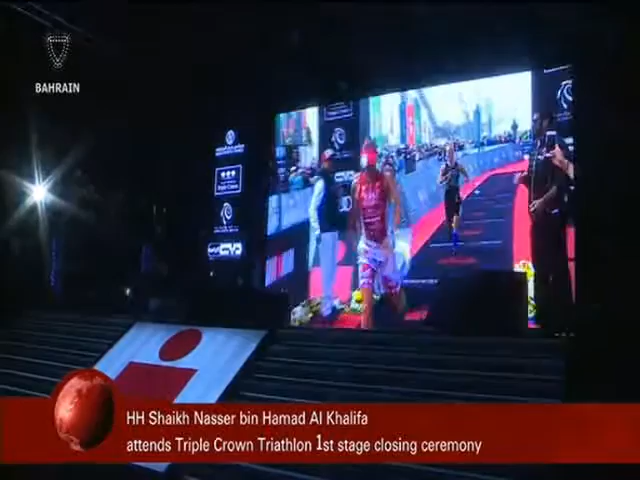 BAHRAIN
HH Shaikh Nasser bin Hamad Al Khalifa
attends Triple Crown Triathlon 1st stage closing ceremony